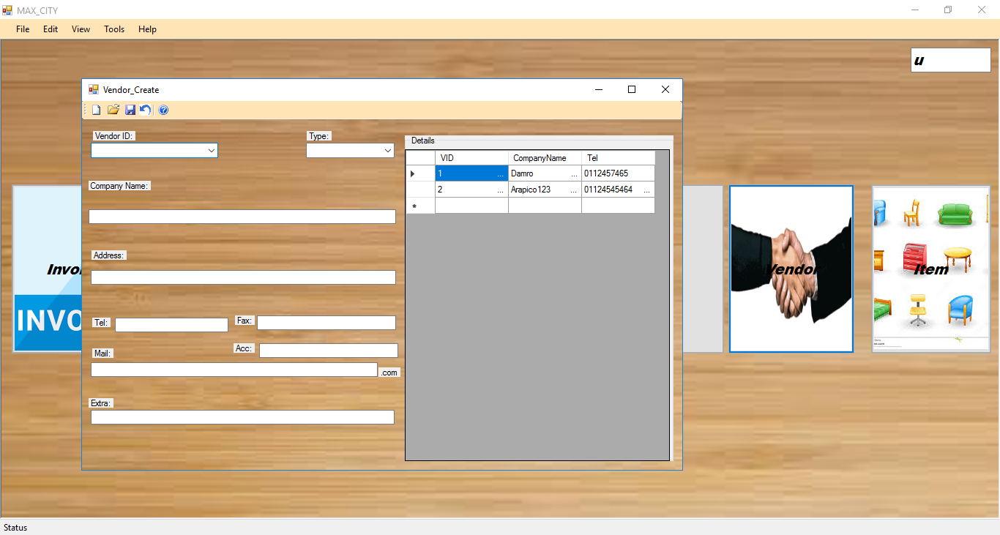 MAX_CITY
File Edit View Tools Help
u
Vendor_Create
Vendor ID:
Type:
Details
VID CompanyName Tel
1 ... Damro ... 0112457465
2 ... Arapico123 ... 01124545464 ...
Company Name:
Address:
Tel:
Fax:
Acc:
Mail:
.com
Extra:
Invoi
INVO
Vendor
Item
Status